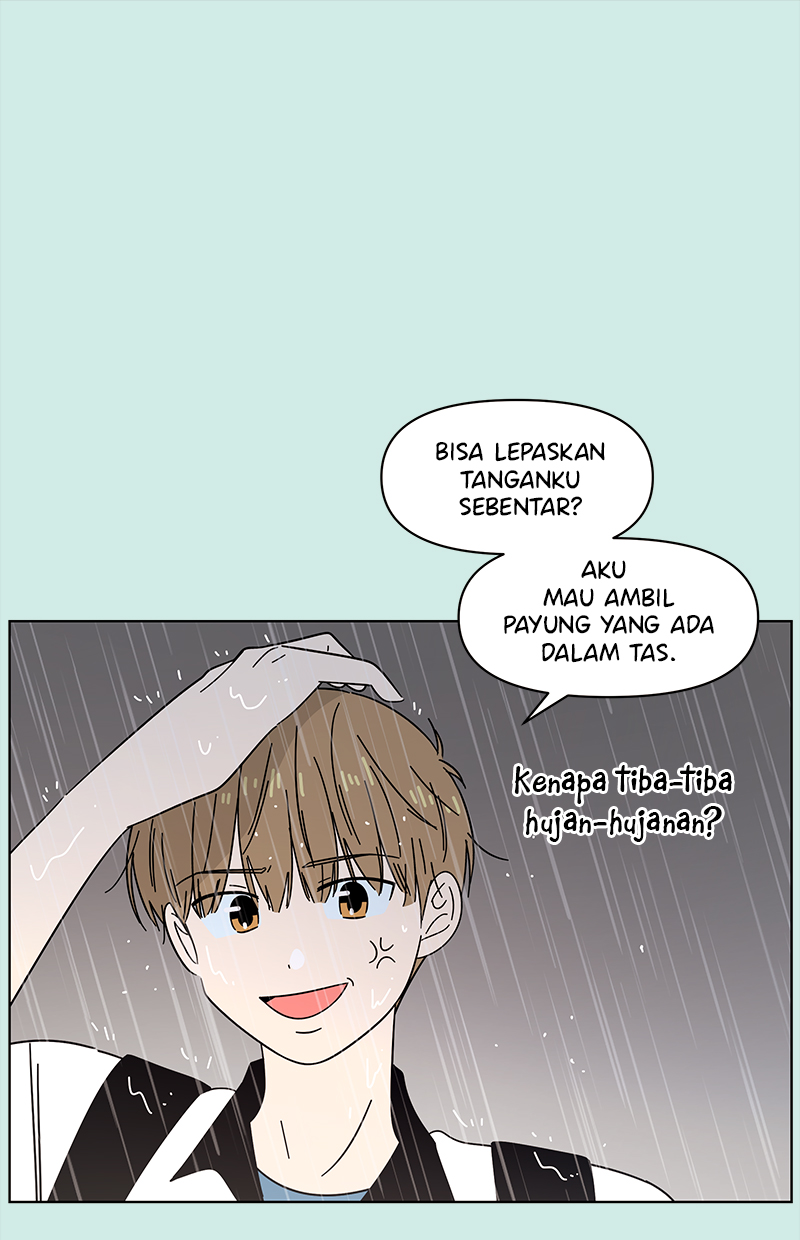 BISA LEPASKAN
TANGANKU
SEBENTAR?
AKU
MAU AMBIL
PAYUNG YANG ADA
DALAM TAS.
Kenapa tiba-tiba
hujan-hujanan?